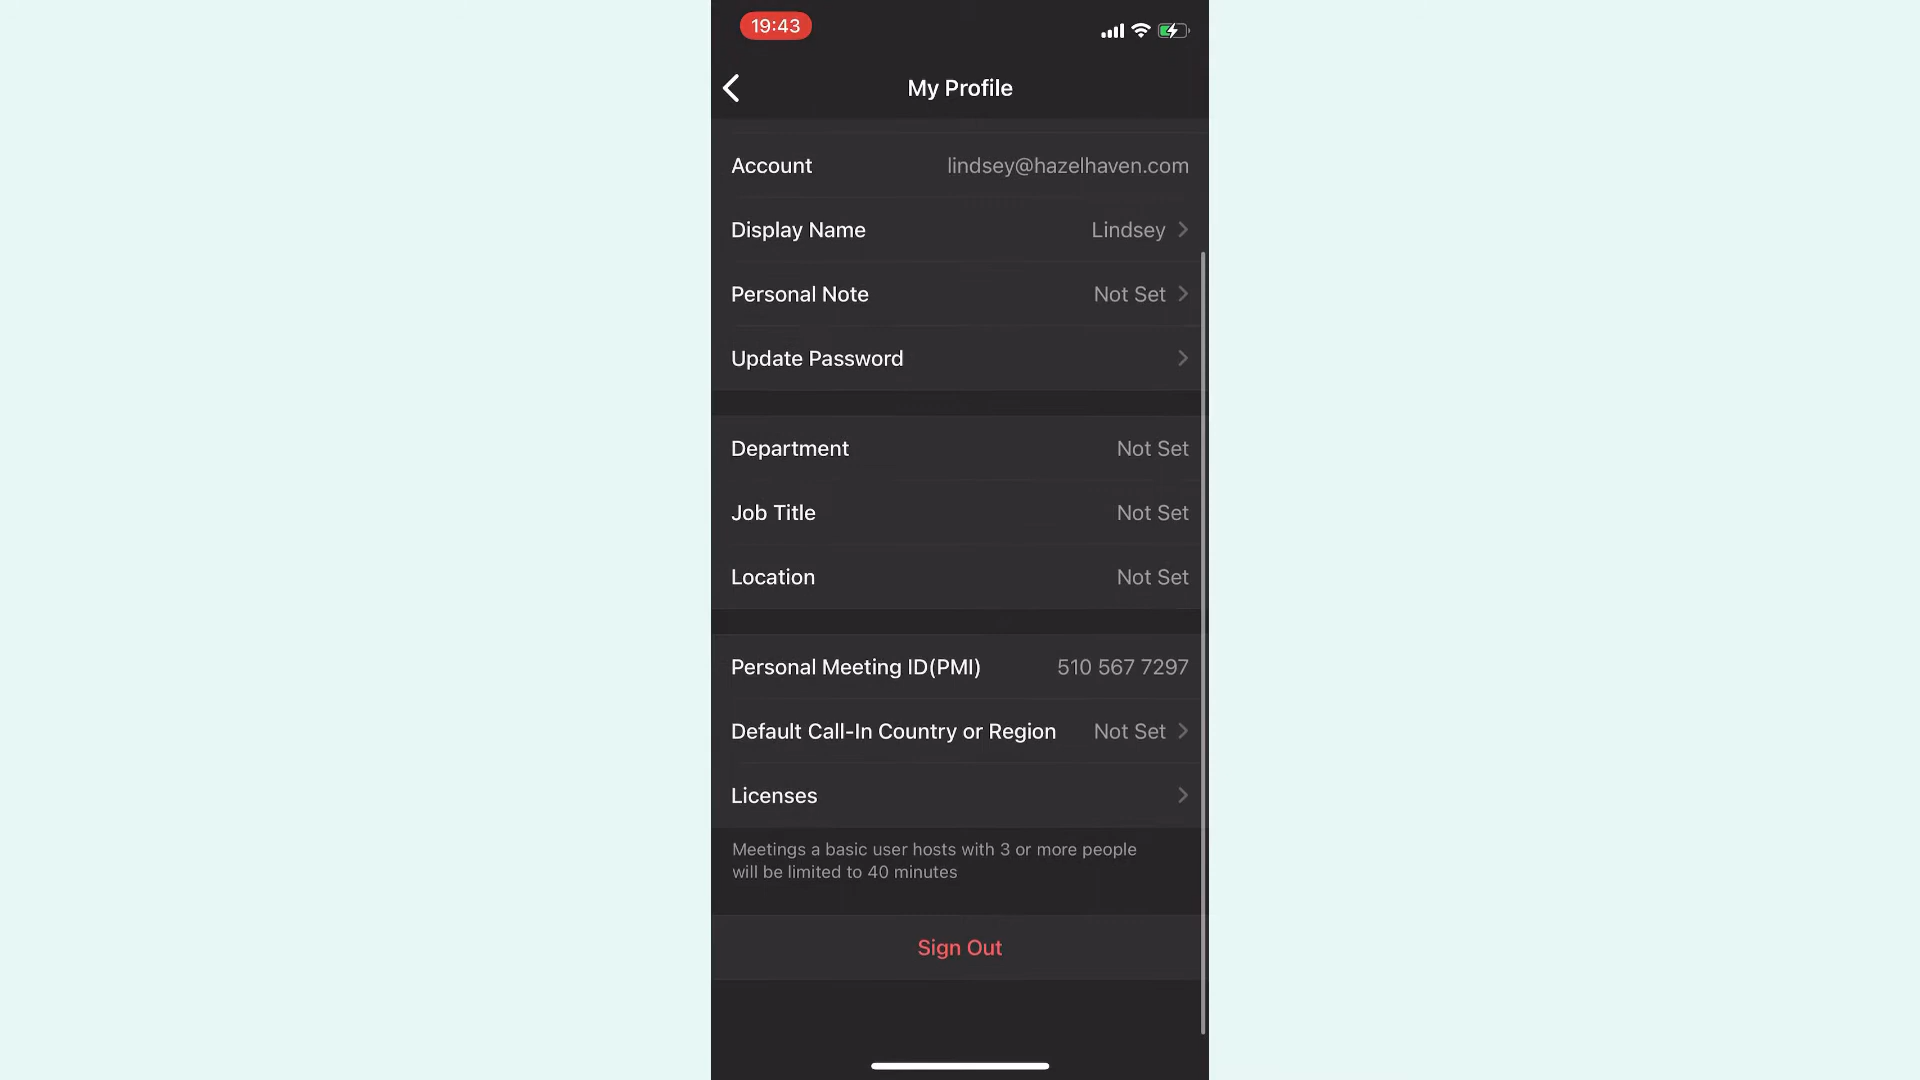 19:43
My Profile
Account lindsey@hazelhaven.com
Display Name Lindsey
Personal Note Not Set
Update Password
Department Not Set
Job Title Not Set
Location Not Set
Personal Meeting ID(PMI) 510 567 7297
Default Call-In Country or Region Not Set
Licenses
Meetings a basic user hosts with 3 or more people
will be limited to 40 minutes
Sign Out